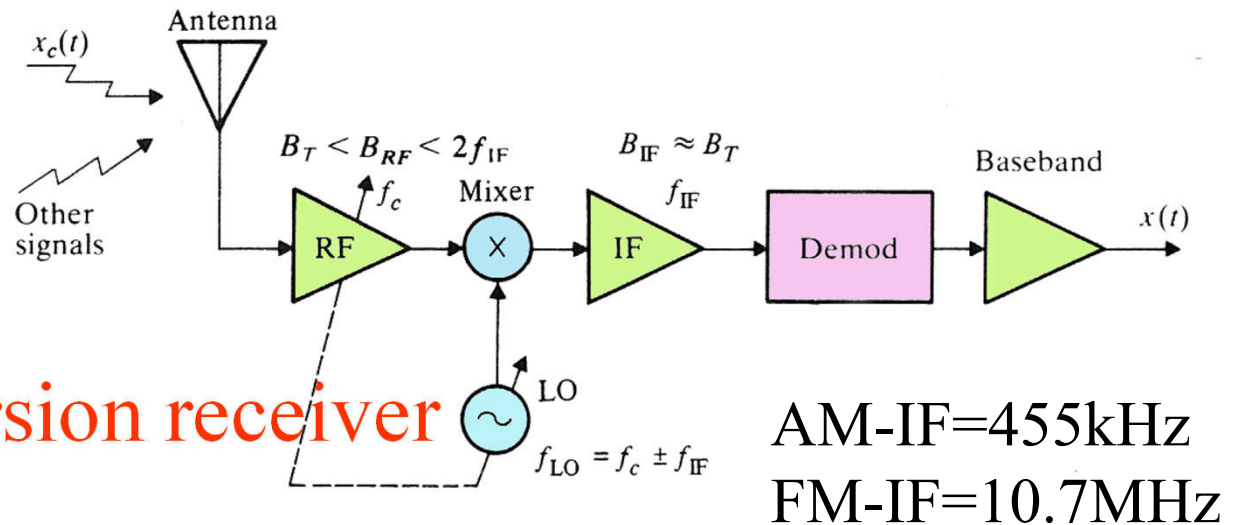 Antenna
x_c(t)
B_T < B_RF < 2f_IF
B_IF ≈ B_T
Baseband
f_c
Mixer
f_IF
Other
signals
RF
X
IF
Demod
x(t)
LO
rsion receiver
f_LO = f_c ± f_IF
AM-IF=455kHz
FM-IF=10.7MHz